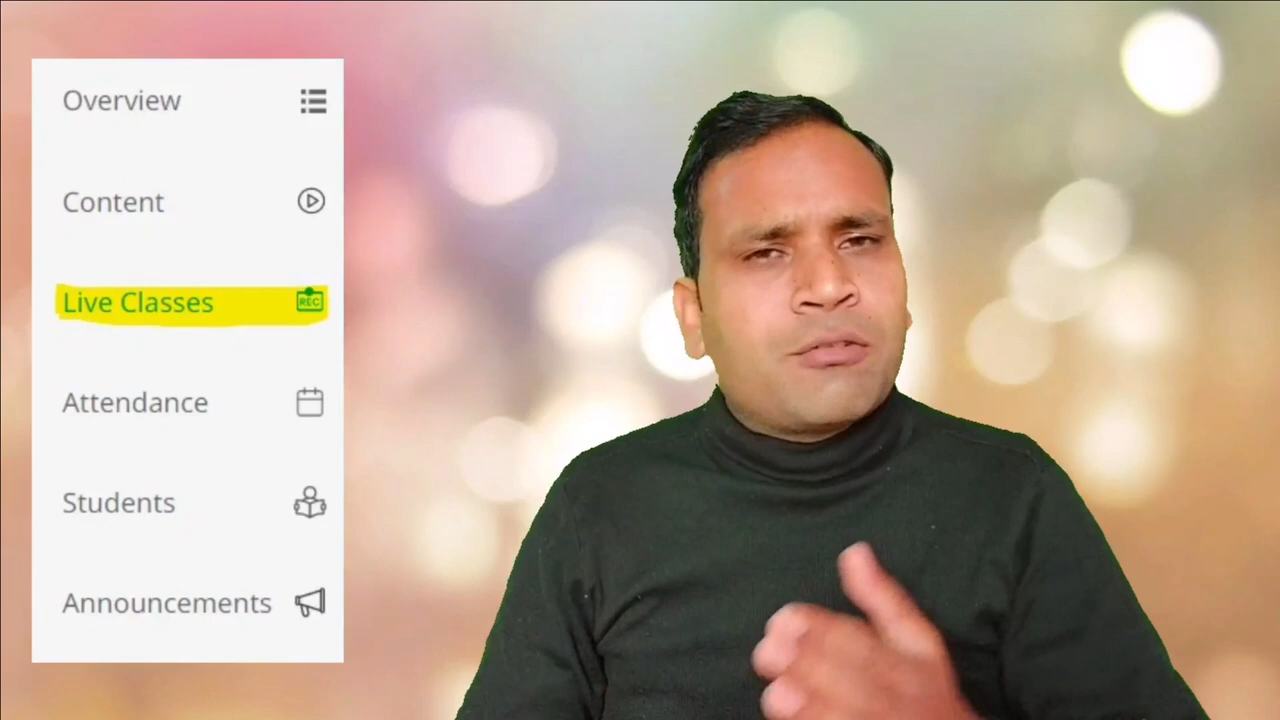 Overview
Content
Live Classes
REC
Attendance
Students
Announcements